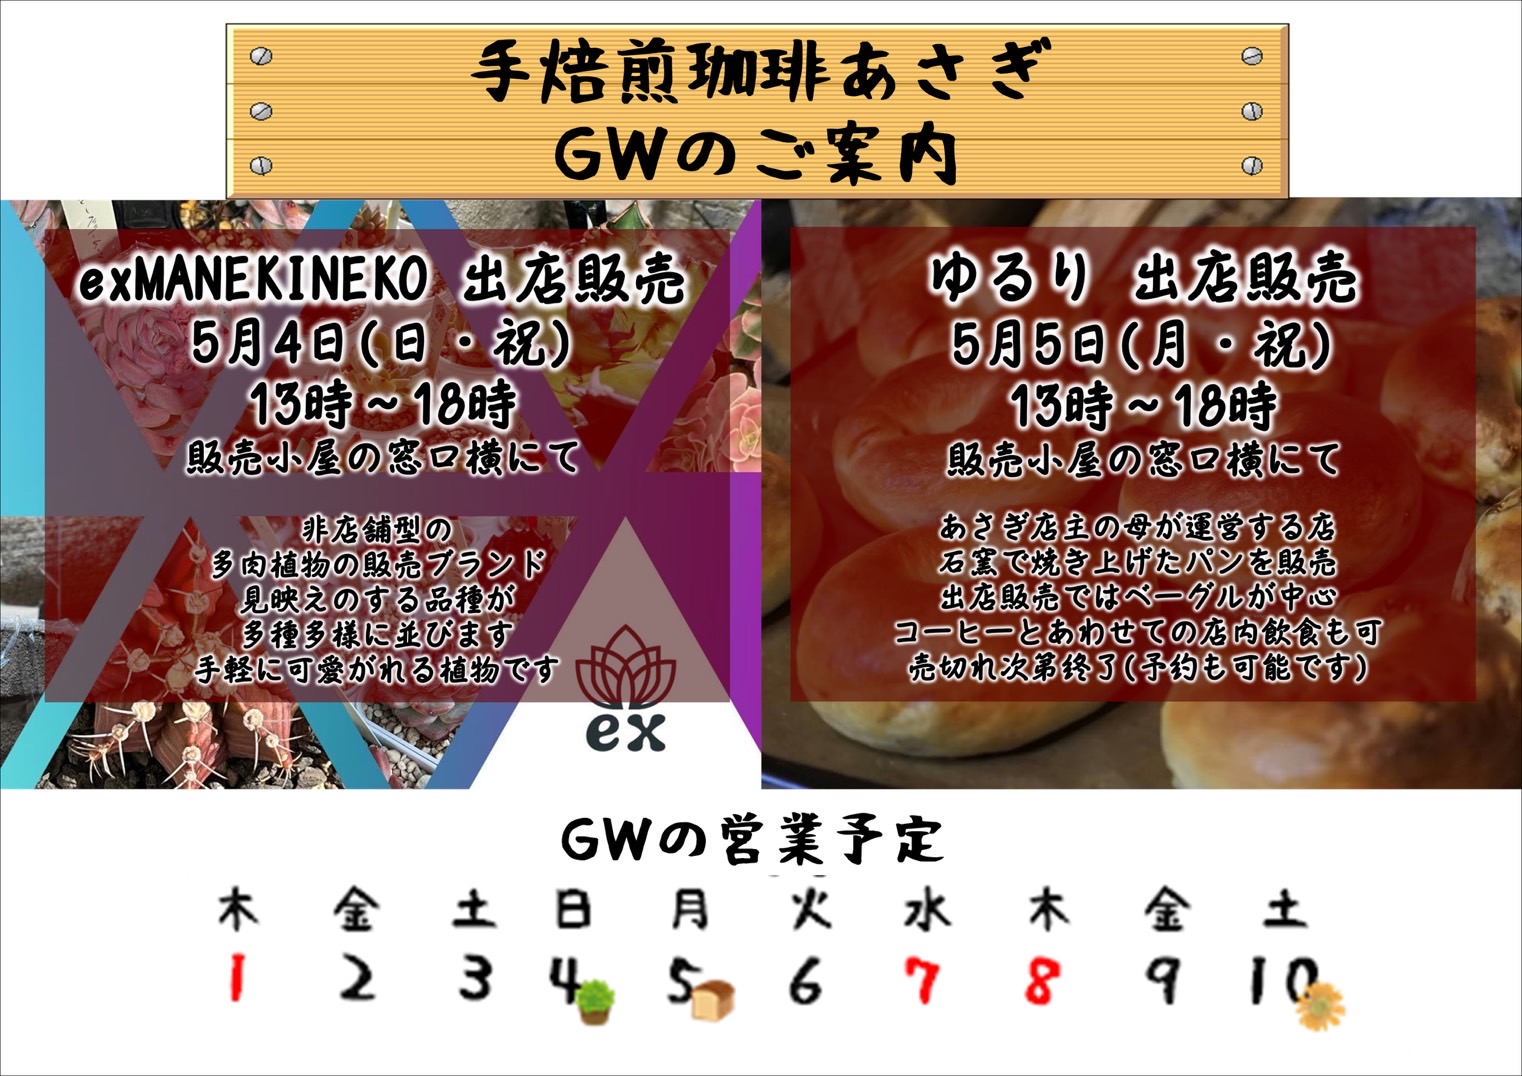 手焙煎珈琲あさぎ
GWのご案内
exMANEKINEKO 出店販売
5月4日(日・祝)
13時~18時
販売小屋の窓口横にて
非店舗型の
多肉植物の販売ブランド
見映えのする品種が
多種多様に並びます
手軽に可愛がれる植物です
ex
ゆるり 出店販売
5月5日(月・祝)
13時~18時
販売小屋の窓口横にて
あさぎ店主の母が運営する店
石窯で焼き上げたパンを販売
出店販売ではベーグルが中心
コーヒーとあわせての店内飲食も可
売切れ次第終了(予約も可能です)
GWの営業予定
木 金 土 日 月 火 水 木 金 土
1 2 3 4 5 6 7 8 9 10